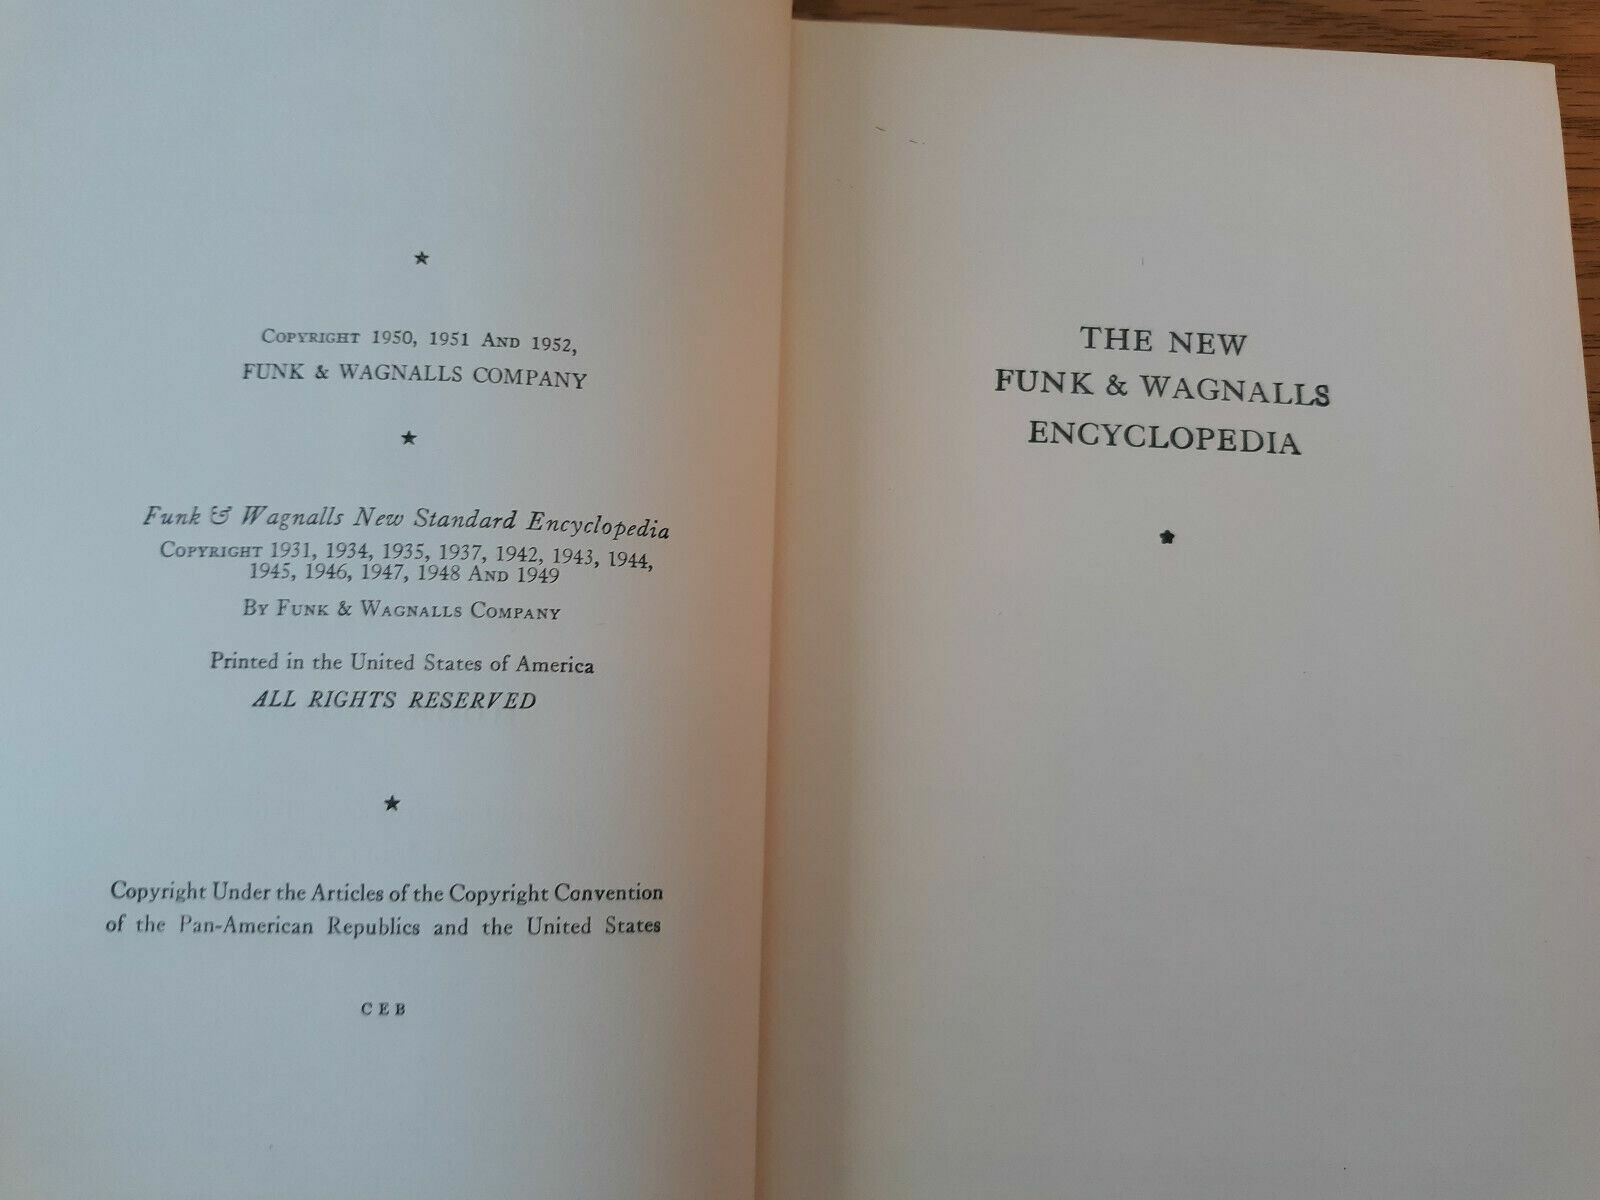 COPYRIGHT 1950, 1951 AND 1952,
FUNK & WAGNALLS COMPANY
Funk & Wagnalls New Standard Encyclopedia
COPYRIGHT 1931, 1934, 1935, 1937, 1942, 1943, 1944,
1945, 1946, 1947, 1948 AND 1949
BY FUNK & WAGNALLS COMPANY
Printed in the United States of America
ALL RIGHTS RESERVED
Copyright Under the Articles of the Copyright Convention
of the Pan-American Republics and the United States
CEB
THE NEW
FUNK & WAGNALLS
ENCYCLOPEDIA